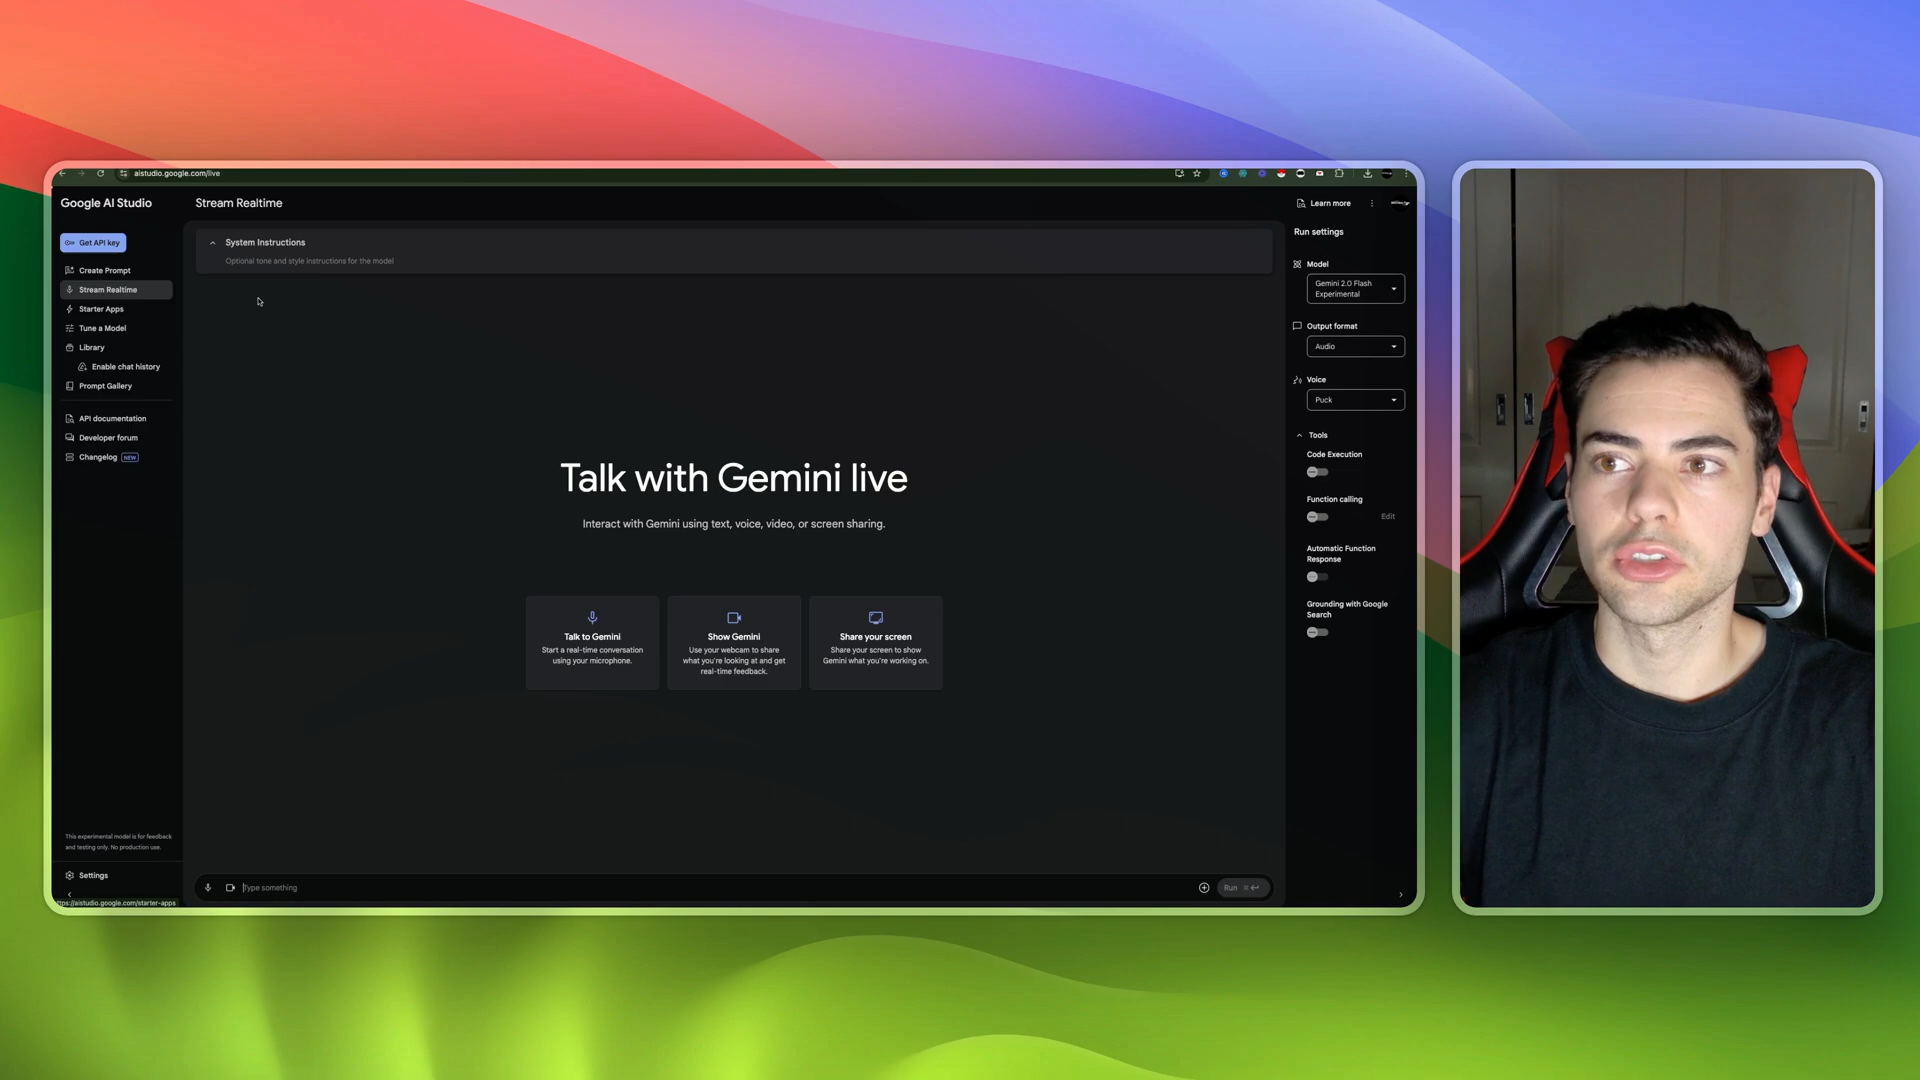 aistudio.google.com/live
Google AI Studio
Stream Realtime
Learn more
Get API key
Create Prompt
Stream Realtime
Starter Apps
Tune a Model
Library
Enable chat history
Prompt Gallery
API documentation
Developer forum
Changelog NEW
This experimental model is for feedback
and testing only. No production use.
Settings
ttps://aistudio.google.com/starter-apps
System Instructions
Optional tone and style instructions for the model
Talk with Gemini live
Interact with Gemini using text, voice, video, or screen sharing.
Talk to Gemini
Start a real-time conversation
using your microphone.
Show Gemini
Use your webcam to share
what you're looking at and get
real-time feedback.
Share your screen
Share your screen to show
Gemini what you're working on.
Type something
Run
Run settings
Model
Gemini 2.0 Flash
Experimental
Output format
Audio
Voice
Puck
Tools
Code Execution
Function calling
Edit
Automatic Function
Response
Grounding with Google
Search